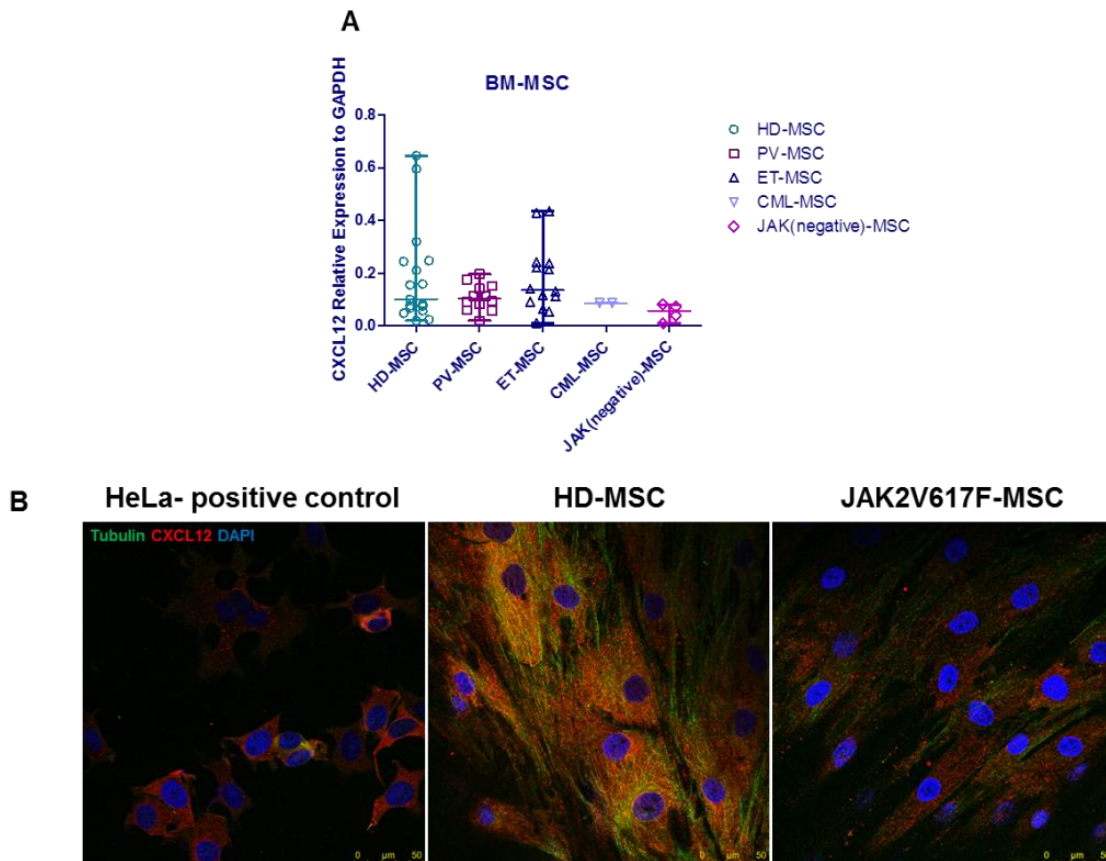 A
BM-MSC
CXCL12 Relative Expression to GAPDH
0.8
0.6
0.4
0.2
0.0
HD-MSC
PV-MSC
ET-MSC
CML-MSC
JAK(negative)-MSC
HD-MSC
PV-MSC
ET-MSC
CML-MSC
JAK(negative)-MSC
B
HeLa- positive control
HD-MSC
JAK2V617F-MSC
Tubulin CXCL12 DAPI
0 µm 50
0 µm 50
0 µm 50